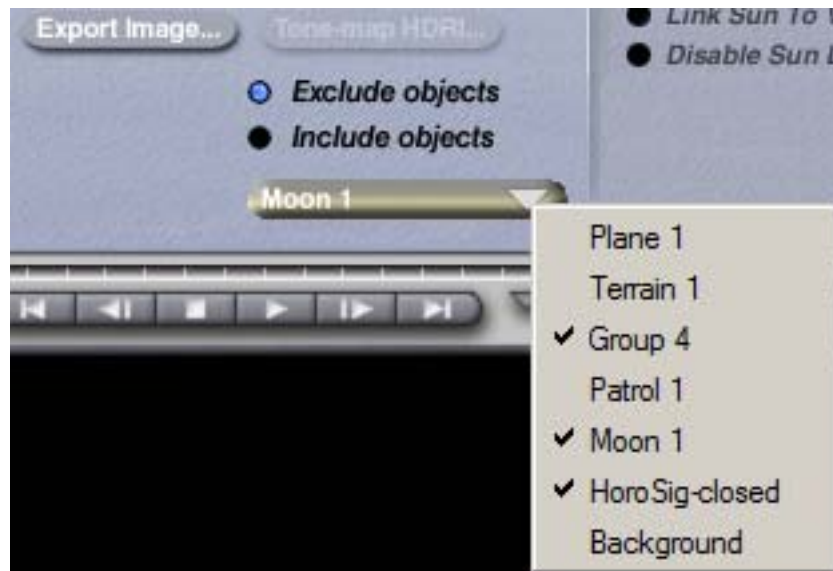 Export Image...
Tone-map HDRI...
Link Sun To
Disable Sun
Exclude objects
Include objects
Moon 1
Plane 1
Terrain 1
Group 4
Patrol 1
Moon 1
HoroSig-closed
Background